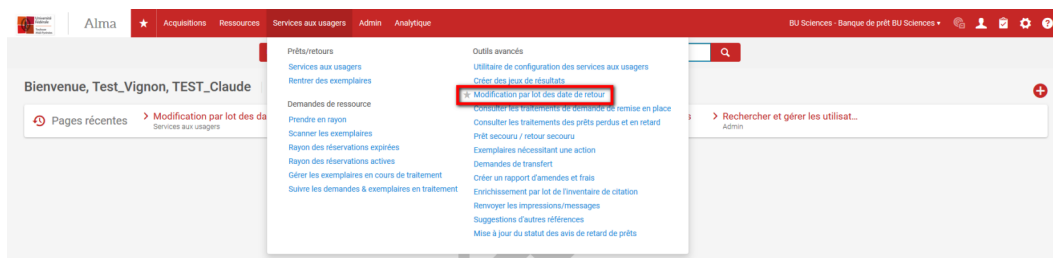 Alma
Acquisitions Ressources Services aux usagers Admin Analytique
BU Sciences - Banque de prêt BU Sciences
Prêts/retours
Services aux usagers
Rentrer des exemplaires
Demandes de ressource
Prendre en rayon
Scanner les exemplaires
Rayon des réservations expirées
Rayon des réservations actives
Gérer les exemplaires en cours de traitement
Suivre les demandes & exemplaires en traitement
Outils avancés
Utilitaire de configuration des services aux usagers
Créer des jeux de résultats
Modification par lot des date de retour
Consulter les traitements de demande de remise en place
Consulter les traitements des prêts perdus et en retard
Prêt secouru / retour secouru
Exemplaires nécessitant une action
Demandes de transfert
Créer un rapport d'amendes et frais
Enrichissement par lot de l'inventaire de citation
Renvoyer les impressions/messages
Suggestions d'autres références
Mise à jour du statut des avis de retard de prêts
Bienvenue, Test_Vignon, TEST_Claude
Pages récentes
Modification par lot des da
Services aux usagers
s
Rechercher et gérer les utilisat...
Admin